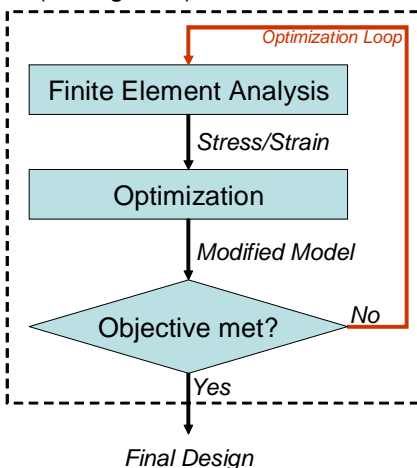 Optimization Loop
Finite Element Analysis
Stress/Strain
Optimization
Modified Model
Objective met?
No
Yes
Final Design